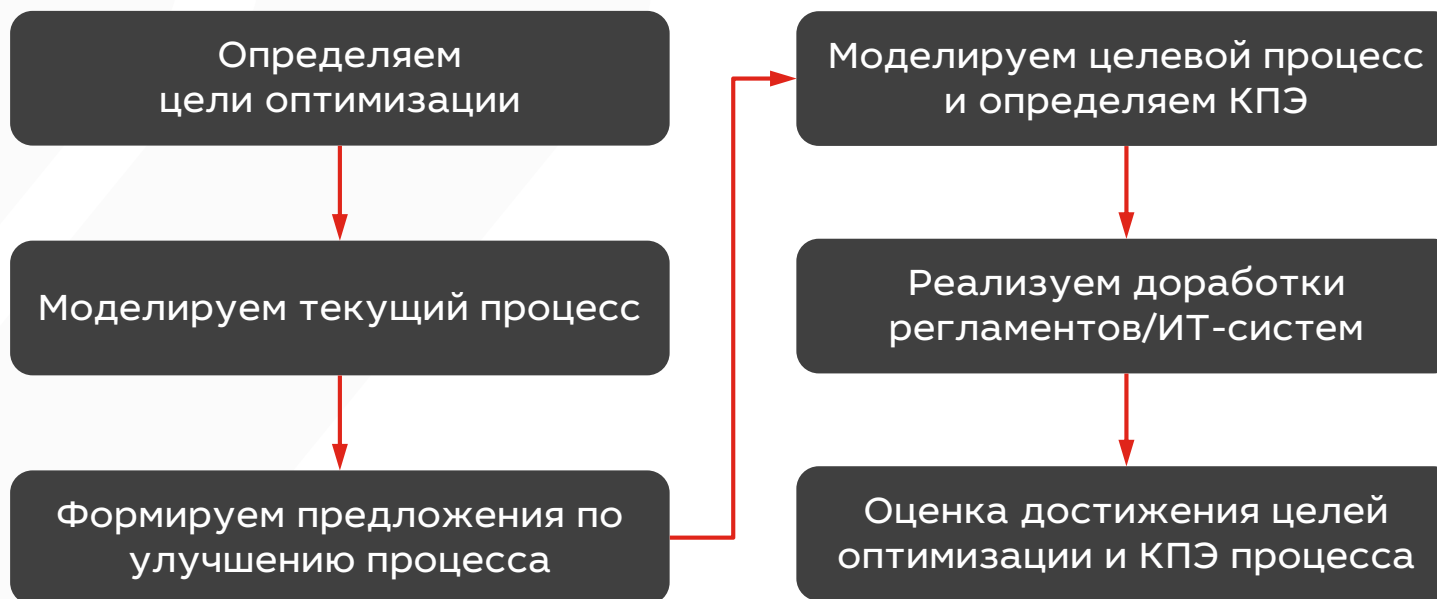 Определяем
цели оптимизации
Моделируем текущий процесс
Формируем предложения по
улучшению процесса
Моделируем целевой процесс
и определяем КПЭ
Реализуем доработки
регламентов/ИТ-систем
Оценка достижения целей
оптимизации и КПЭ процесса